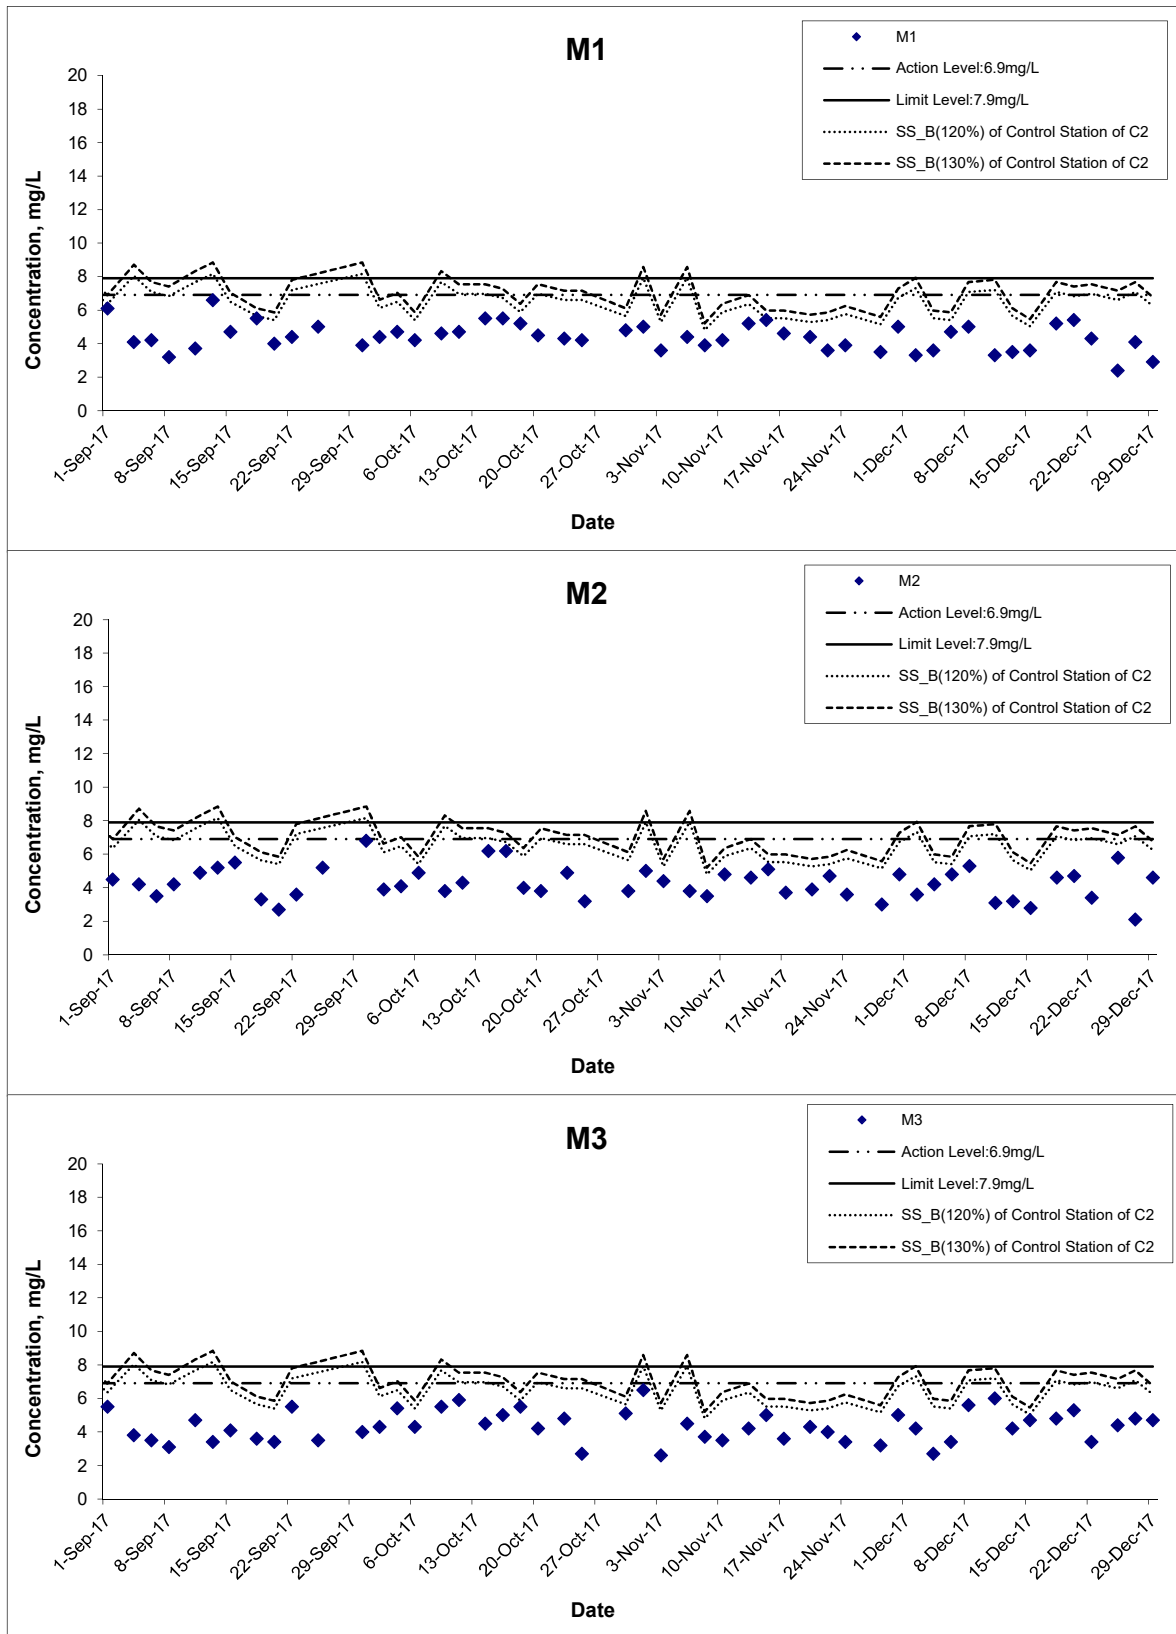 M1
M1
Action Level:6.9mg/L
Limit Level:7.9mg/L
SS_B(120%) of Control Station of C2
SS_B(130%) of Control Station of C2
Concentration, mg/L
20
18
16
14
12
10
8
6
4
2
0
1-Sep-17
8-Sep-17
15-Sep-17
22-Sep-17
29-Sep-17
6-Oct-17
13-Oct-17
20-Oct-17
27-Oct-17
3-Nov-17
10-Nov-17
17-Nov-17
24-Nov-17
1-Dec-17
8-Dec-17
15-Dec-17
22-Dec-17
29-Dec-17
Date
M2
M2
Action Level:6.9mg/L
Limit Level:7.9mg/L
SS_B(120%) of Control Station of C2
SS_B(130%) of Control Station of C2
Concentration, mg/L
20
18
16
14
12
10
8
6
4
2
0
1-Sep-17
8-Sep-17
15-Sep-17
22-Sep-17
29-Sep-17
6-Oct-17
13-Oct-17
20-Oct-17
27-Oct-17
3-Nov-17
10-Nov-17
17-Nov-17
24-Nov-17
1-Dec-17
8-Dec-17
15-Dec-17
22-Dec-17
29-Dec-17
Date
M3
M3
Action Level:6.9mg/L
Limit Level:7.9mg/L
SS_B(120%) of Control Station of C2
SS_B(130%) of Control Station of C2
Concentration, mg/L
20
18
16
14
12
10
8
6
4
2
0
1-Sep-17
8-Sep-17
15-Sep-17
22-Sep-17
29-Sep-17
6-Oct-17
13-Oct-17
20-Oct-17
27-Oct-17
3-Nov-17
10-Nov-17
17-Nov-17
24-Nov-17
1-Dec-17
8-Dec-17
15-Dec-17
22-Dec-17
29-Dec-17
Date